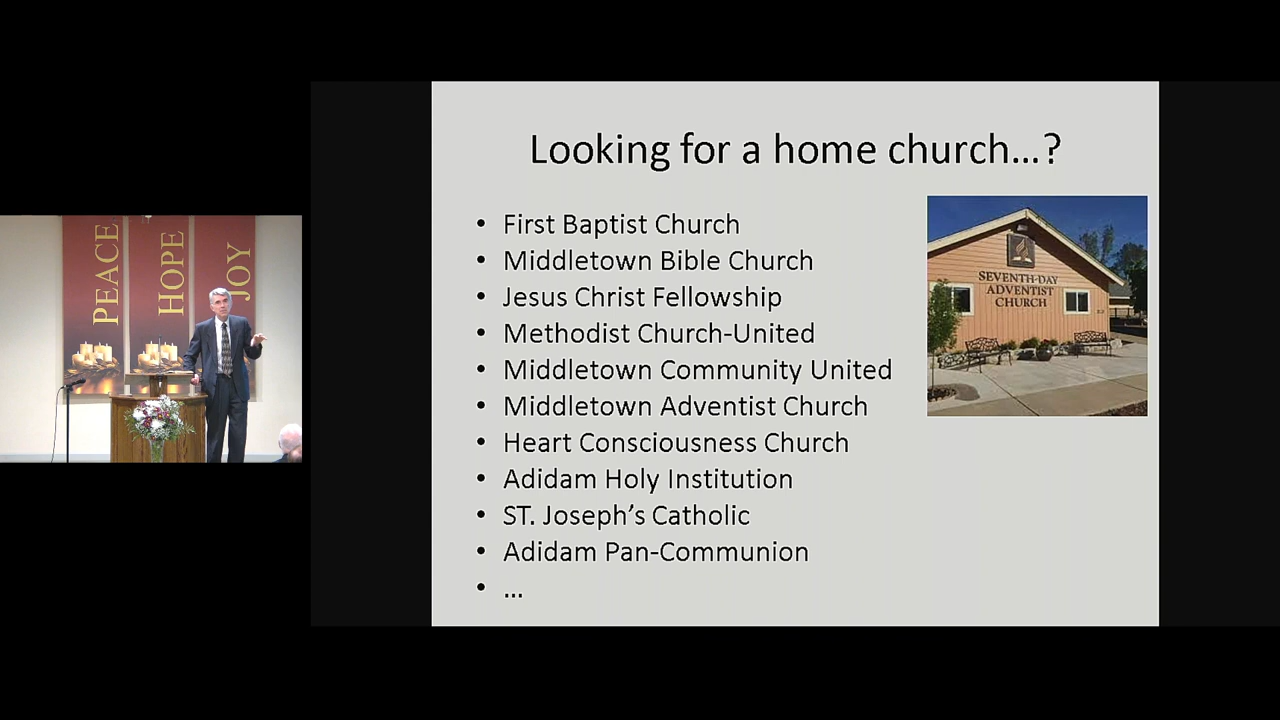 PEACE
HOPE
JOY
Looking for a home church...?
• First Baptist Church
• Middletown Bible Church
• Jesus Christ Fellowship
• Methodist Church-United
• Middletown Community United
• Middletown Adventist Church
• Heart Consciousness Church
• Adidam Holy Institution
• ST. Joseph’s Catholic
• Adidam Pan-Communion
• ...
SEVENTH-DAY
ADVENTIST
CHURCH